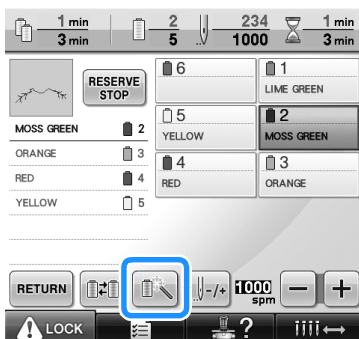 1 min
3 min
2
5
234
1000
1 min
3 min
RESERVE STOP
MOSS GREEN 2
ORANGE 3
RED 4
YELLOW 5
6
1
LIME GREEN
5
YELLOW
2
MOSS GREEN
4
RED
3
ORANGE
RETURN
-/+
1000 spm
-
+
LOCK
?